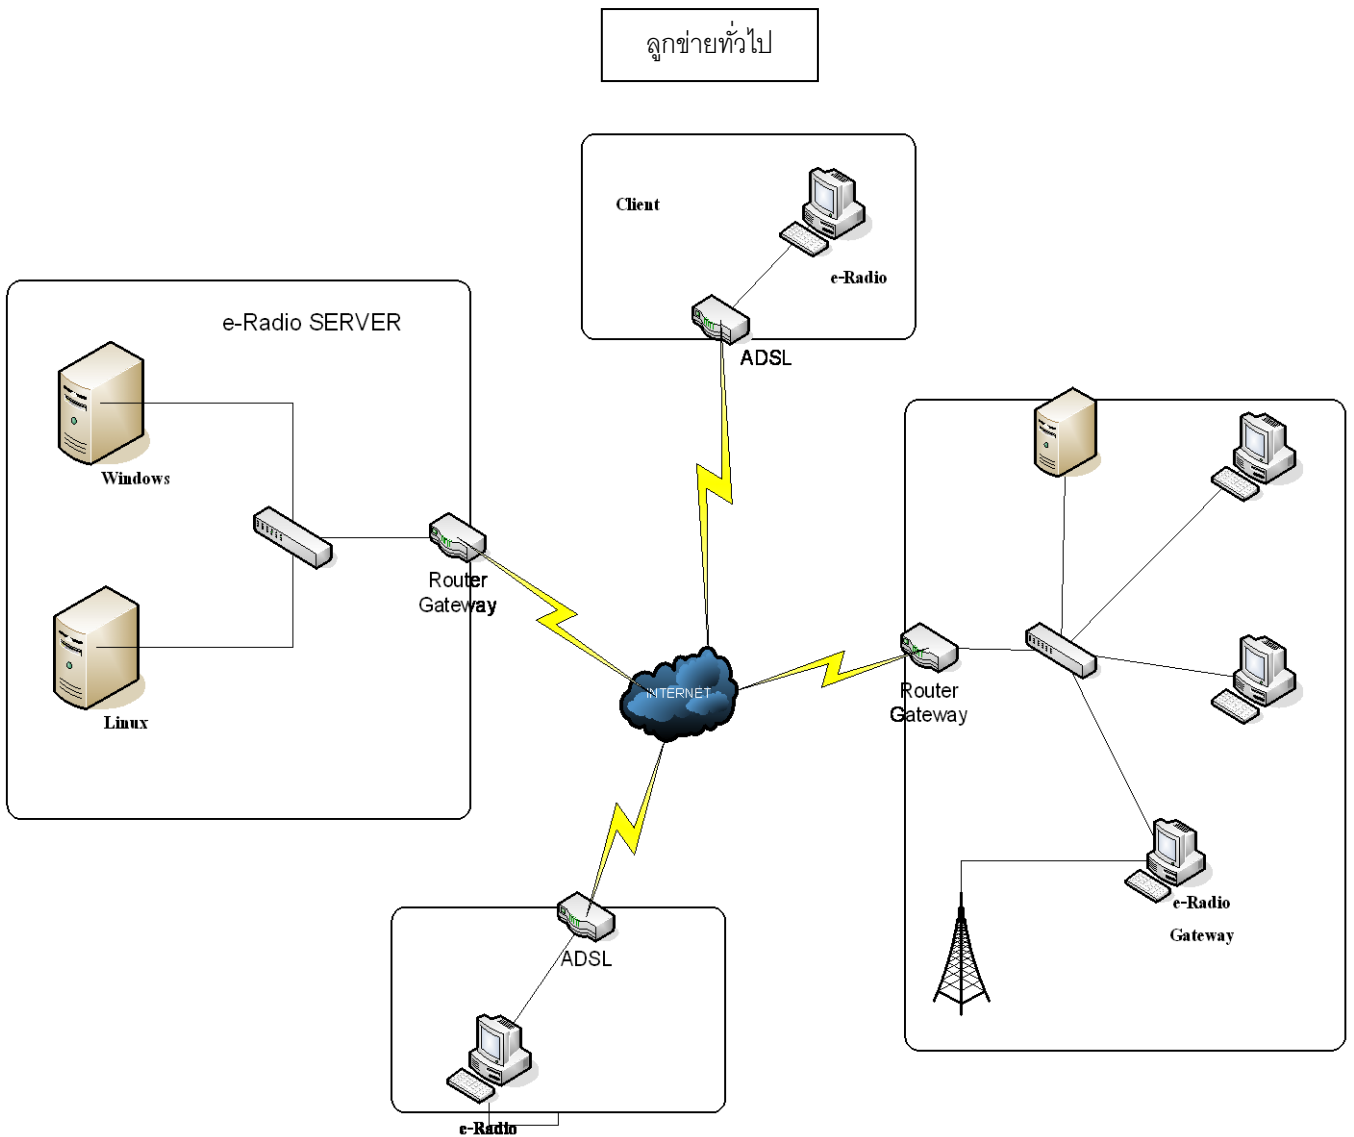 ลูกข่ายทั่วไป
Client
e-Radio
ADSL
e-Radio SERVER
Windows
Router
Gateway
Linux
INTERNET
Router
Gateway
e-Radio
Gateway
ADSL
e-Radio